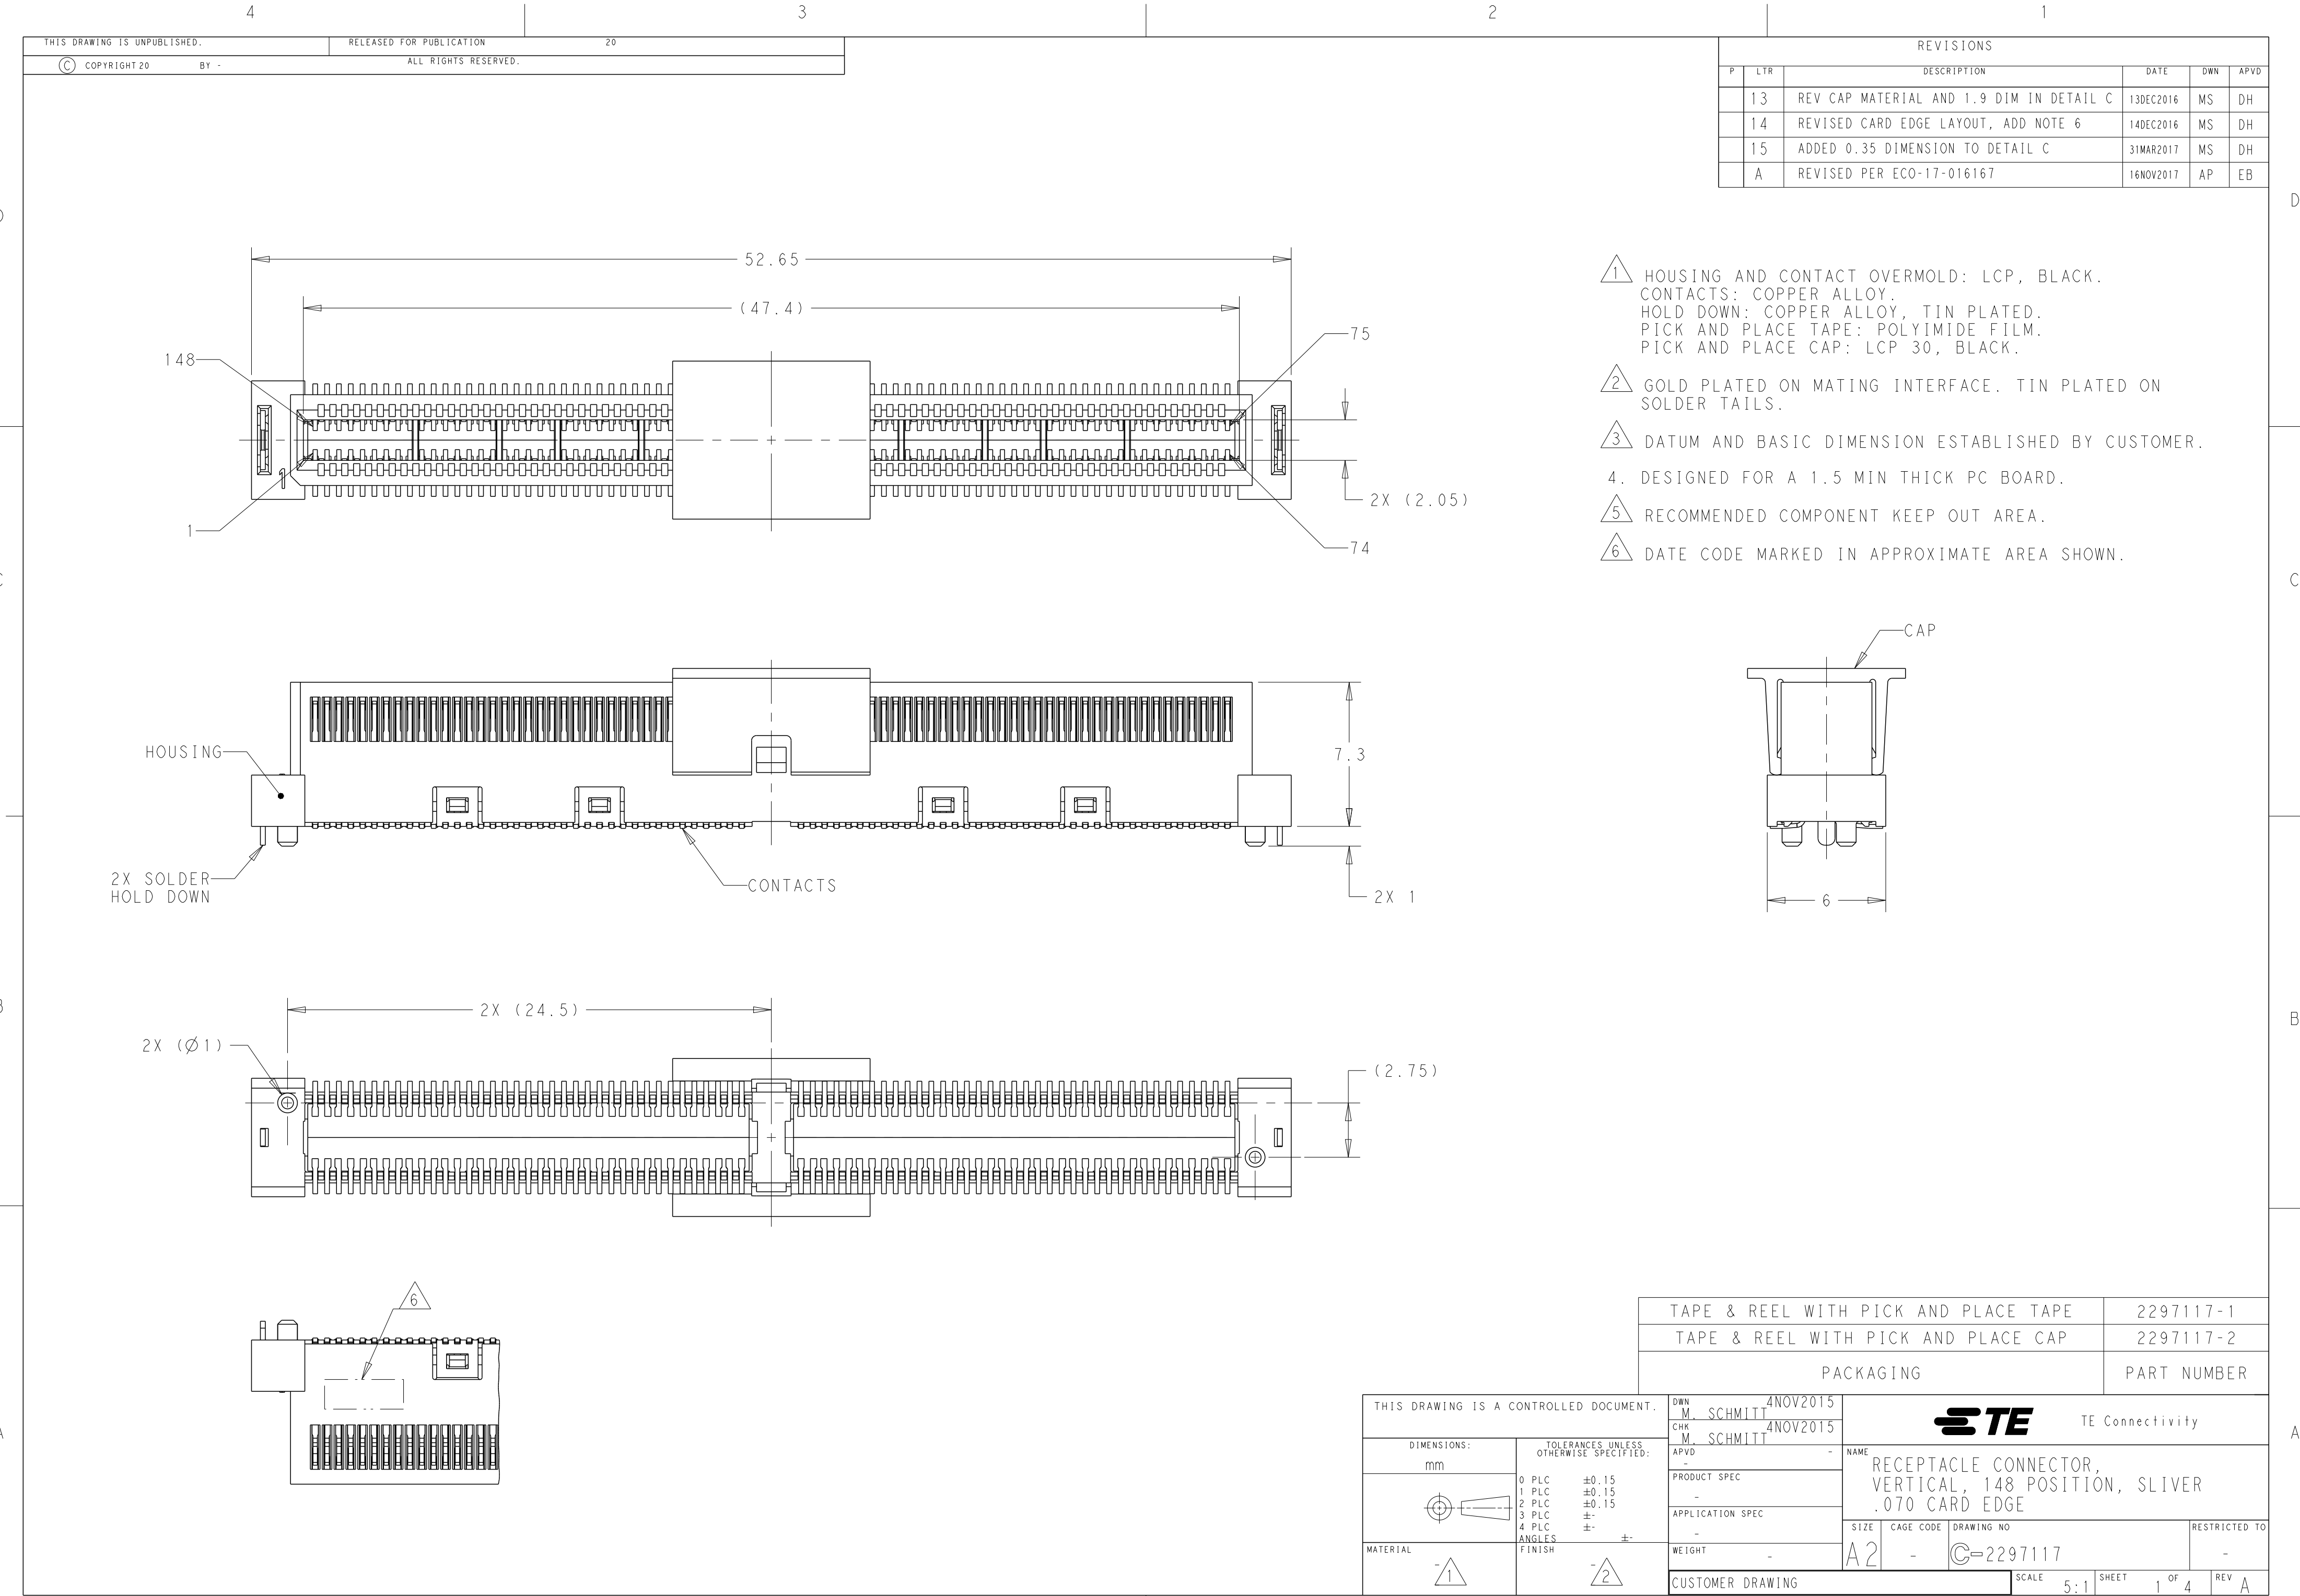 4 3 2 1
THIS DRAWING IS UNPUBLISHED. RELEASED FOR PUBLICATION 20
© COPYRIGHT 20 BY - ALL RIGHTS RESERVED.
REVISIONS
P LTR DESCRIPTION DATE DWN APVD
13 REV CAP MATERIAL AND 1.9 DIM IN DETAIL C 13DEC2016 MS DH
14 REVISED CARD EDGE LAYOUT, ADD NOTE 6 14DEC2016 MS DH
15 ADDED 0.35 DIMENSION TO DETAIL C 31MAR2017 MS DH
A REVISED PER ECO-17-016167 16NOV2017 AP EB
D D
52.65
(47.4)
75
148
1
1
2X (2.05)
74
1 HOUSING AND CONTACT OVERMOLD: LCP, BLACK.
CONTACTS: COPPER ALLOY.
HOLD DOWN: COPPER ALLOY, TIN PLATED.
PICK AND PLACE TAPE: POLYIMIDE FILM.
PICK AND PLACE CAP: LCP 30, BLACK.
2 GOLD PLATED ON MATING INTERFACE. TIN PLATED ON
SOLDER TAILS.
3 DATUM AND BASIC DIMENSION ESTABLISHED BY CUSTOMER.
4. DESIGNED FOR A 1.5 MIN THICK PC BOARD.
5 RECOMMENDED COMPONENT KEEP OUT AREA.
6 DATE CODE MARKED IN APPROXIMATE AREA SHOWN.
C C
CAP
HOUSING
7.3
2X SOLDER
HOLD DOWN
CONTACTS
2X 1
6
B B
2X (24.5)
2X (Ø1)
(2.75)
6
A A
TAPE & REEL WITH PICK AND PLACE TAPE 2297117-1
TAPE & REEL WITH PICK AND PLACE CAP 2297117-2
PACKAGING PART NUMBER
THIS DRAWING IS A CONTROLLED DOCUMENT.
DIMENSIONS:
mm
TOLERANCES UNLESS
OTHERWISE SPECIFIED:
0 PLC ±0.15
1 PLC ±0.15
2 PLC ±0.15
3 PLC ±-
4 PLC ±-
ANGLES ±-
MATERIAL - 1
FINISH - 2
DWN 4NOV2015
M. SCHMITT
CHK 4NOV2015
M. SCHMITT
APVD -
-
PRODUCT SPEC
-
APPLICATION SPEC
-
WEIGHT -
CUSTOMER DRAWING
TE TE Connectivity
NAME
RECEPTACLE CONNECTOR,
VERTICAL, 148 POSITION, SLIVER
.070 CARD EDGE
SIZE CAGE CODE DRAWING NO RESTRICTED TO
A2 - C-2297117 -
SCALE 5:1 SHEET 1 OF 4 REV A